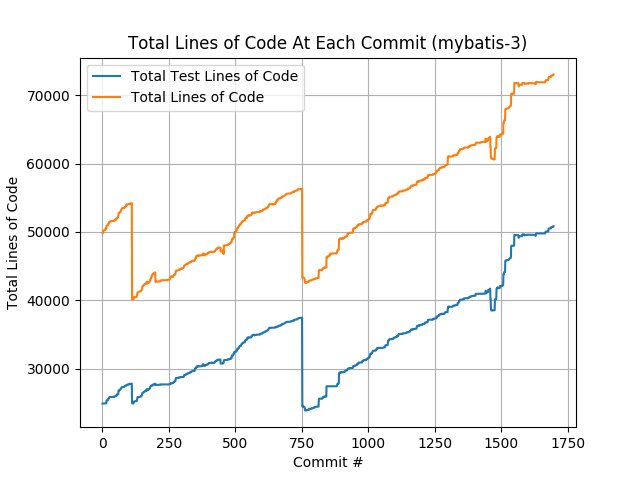 Total Lines of Code At Each Commit (mybatis-3)
Total Test Lines of Code
Total Lines of Code
Total Lines of Code
70000
60000
50000
40000
30000
0 250 500 750 1000 1250 1500 1750
Commit #